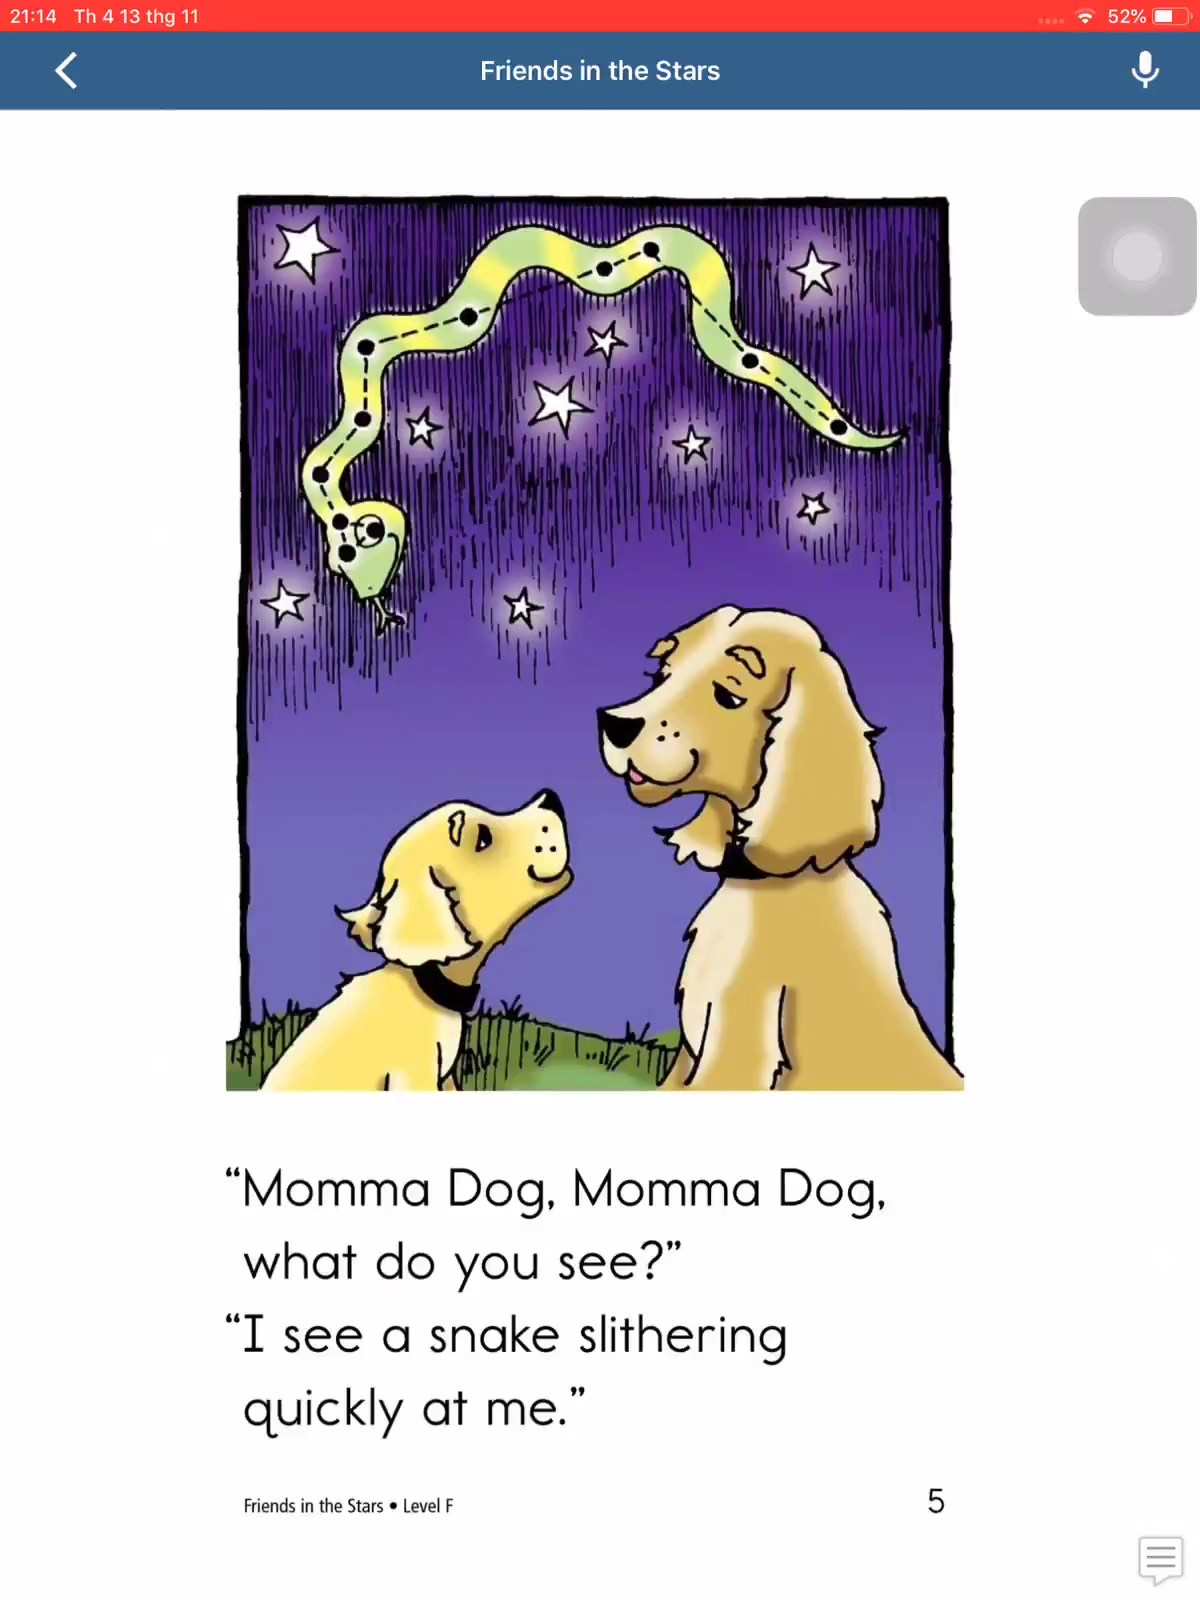 21:14 Th 4 13 thg 11 52%
Friends in the Stars
“Momma Dog, Momma Dog,
what do you see?”
“I see a snake slithering
quickly at me.”
Friends in the Stars • Level F 5